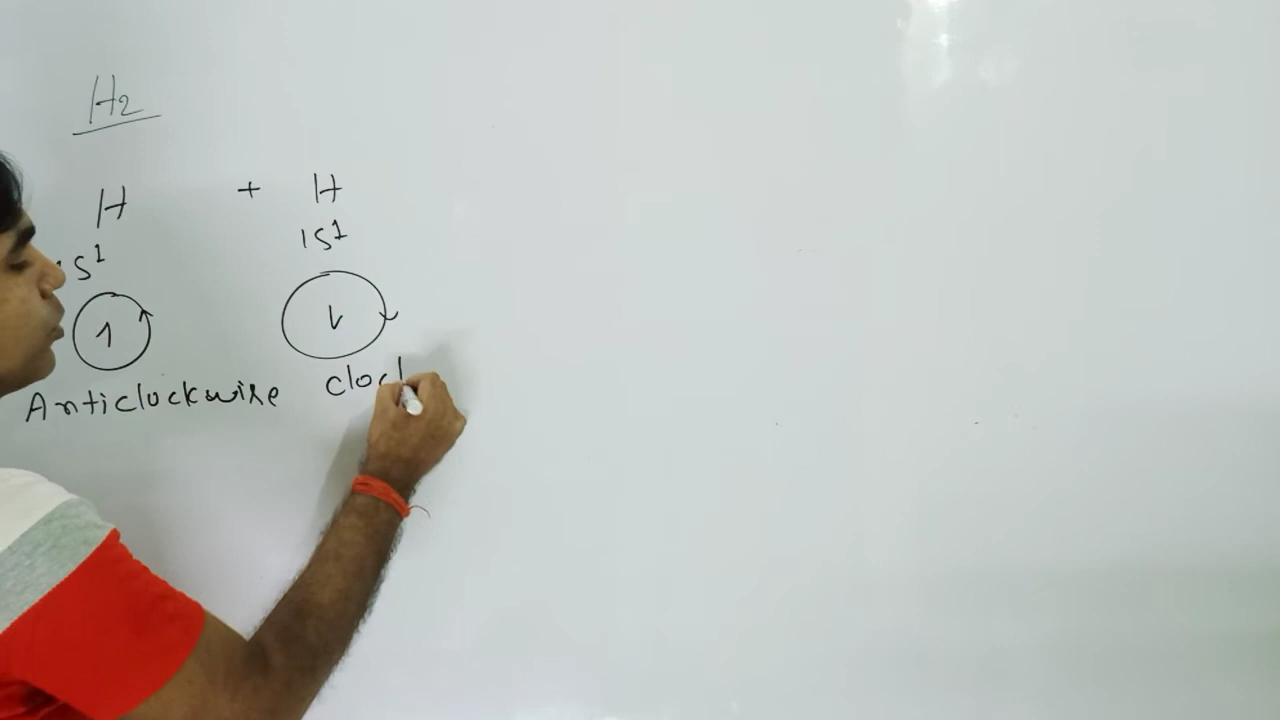 H₂
H + H
1s¹ 1s¹
↿ ⇂
Anticlockwise clock